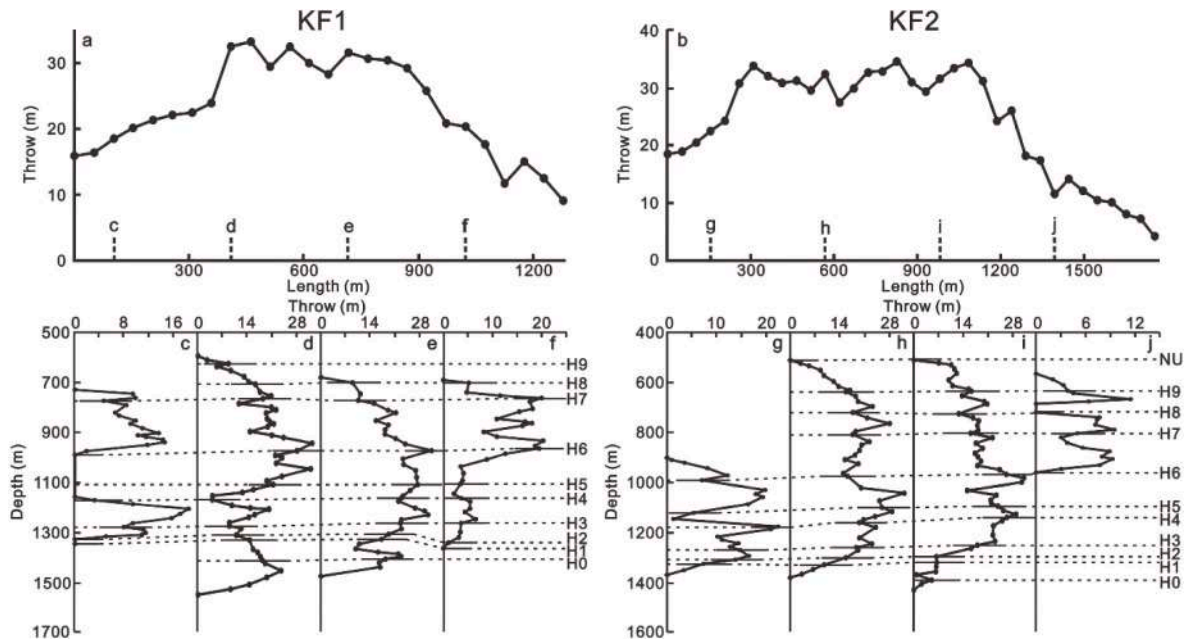 KF1
a
Throw (m)
30
20
10
0
c
d
e
f
300
600
900
1200
Length (m)
KF2
b
Throw (m)
40
30
20
10
0
g
h
i
j
300
600
900
1200
1500
Length (m)
Throw (m)
0 8 16 0 14 28 0 14 28 0 10 20
500
700
900
1100
1300
1500
1700
Depth (m)
c
d
e
f
H9
H8
H7
H6
H5
H4
H3
H2
H1
H0
Throw (m)
0 10 20 0 14 28 0 14 28 0 6 12
400
600
800
1000
1200
1400
1600
Depth (m)
g
h
i
j
NU
H9
H8
H7
H6
H5
H4
H3
H2
H1
H0